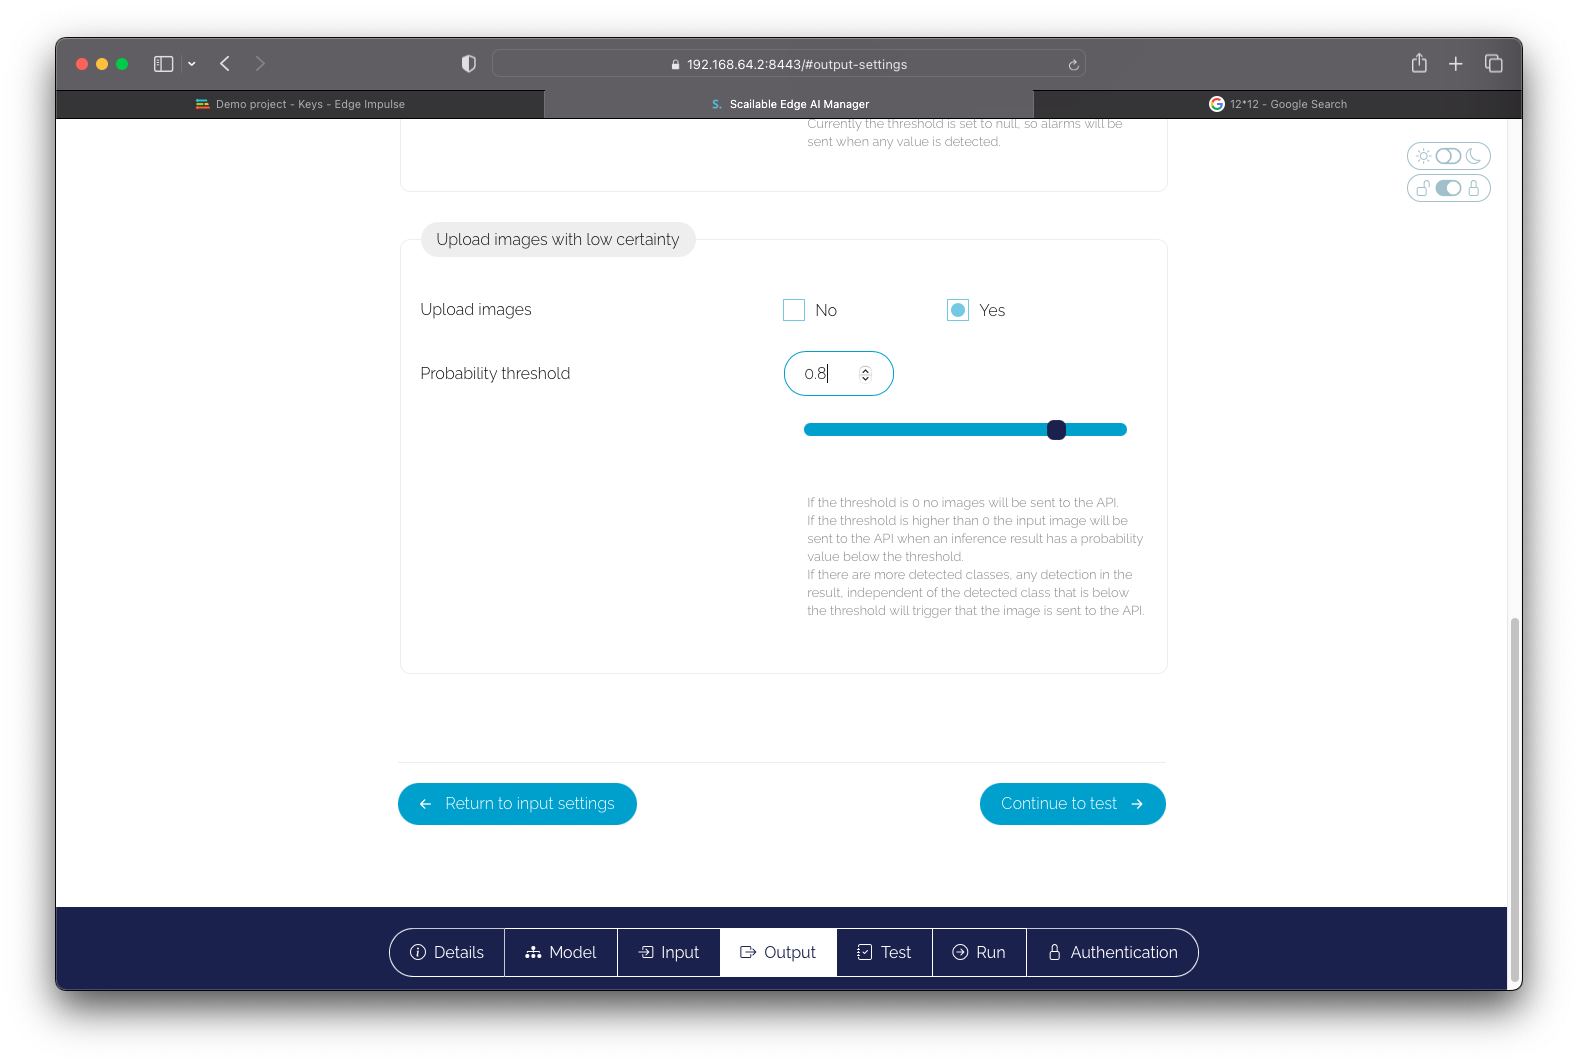 192.168.64.2:8443/#output-settings
Demo project - Keys - Edge Impulse
S. Scailable Edge AI Manager
G 12*12 - Google Search
Currently the threshold is set to null, so alarms will be
sent when any value is detected.
Upload images with low certainty
Upload images
No
Yes
Probability threshold
0.8
If the threshold is 0 no images will be sent to the API.
If the threshold is higher than 0 the input image will be
sent to the API when an inference result has a probability
value below the threshold.
If there are more detected classes, any detection in the
result, independent of the detected class that is below
the threshold will trigger that the image is sent to the API.
Return to input settings
Continue to test
Details
Model
Input
Output
Test
Run
Authentication